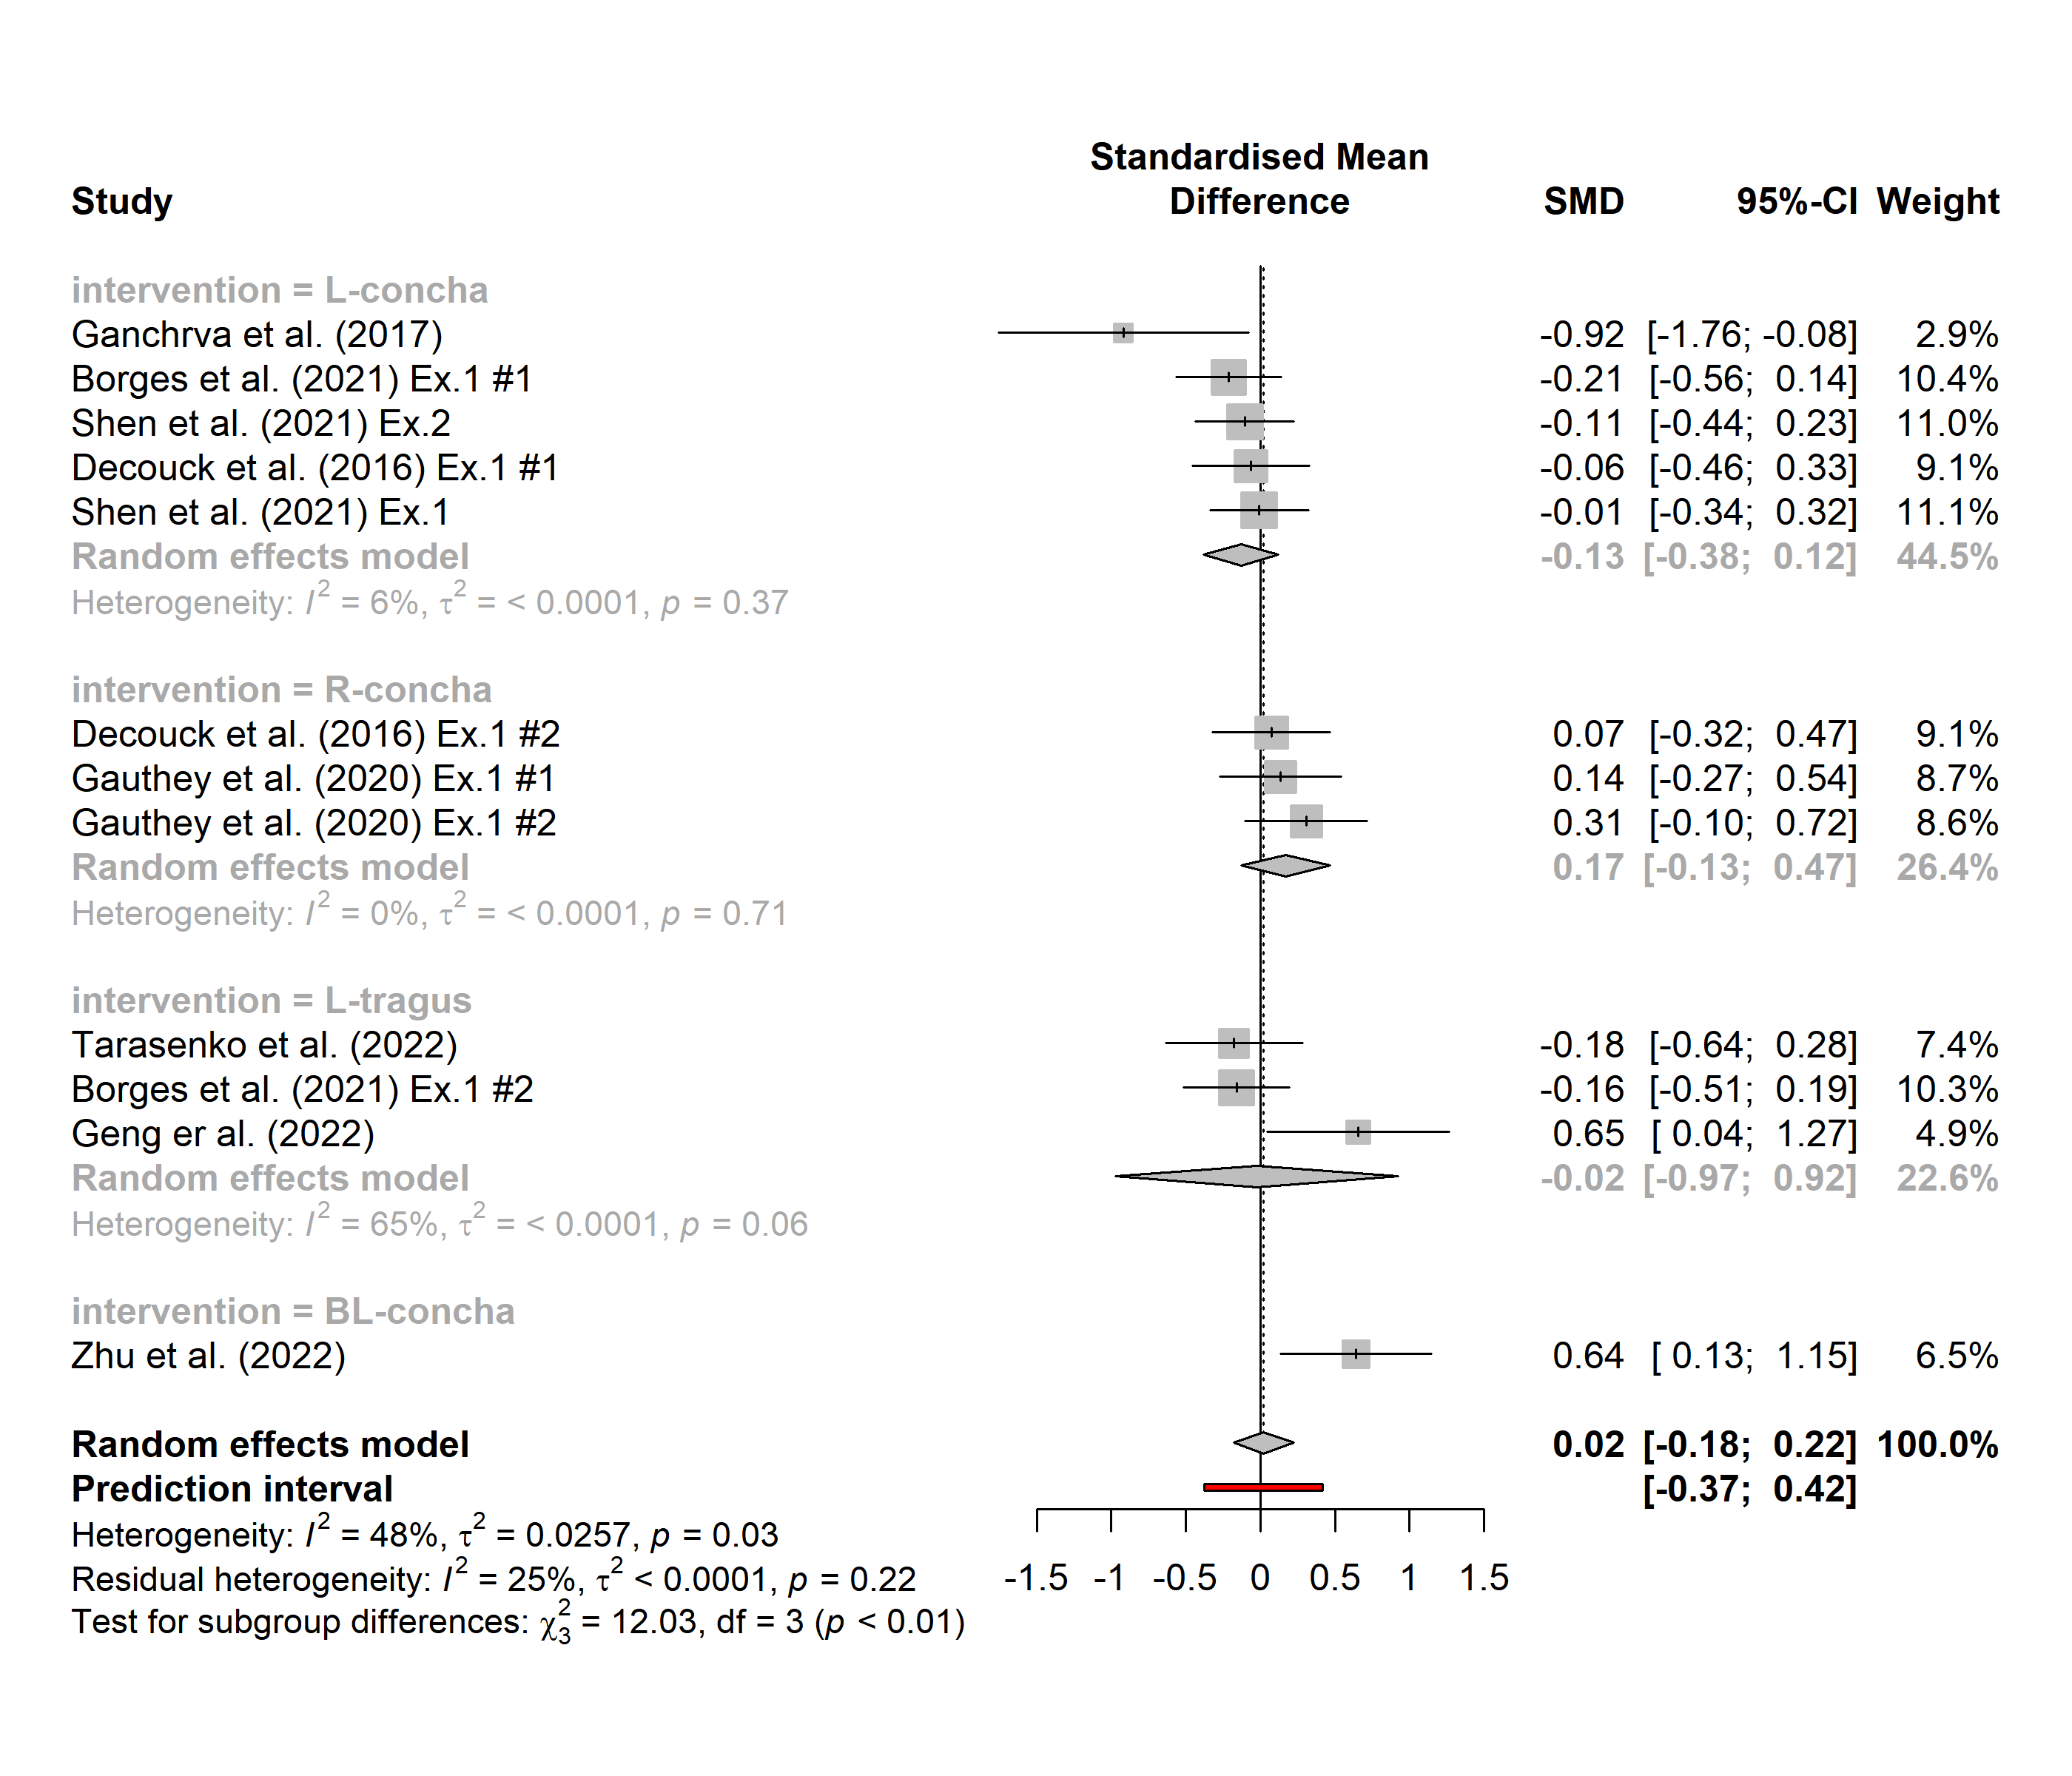 Standardised Mean
Study Difference SMD 95%-CI Weight
intervention = L-concha
Ganchrva et al. (2017) -0.92 [-1.76; -0.08] 2.9%
Borges et al. (2021) Ex.1 #1 -0.21 [-0.56; 0.14] 10.4%
Shen et al. (2021) Ex.2 -0.11 [-0.44; 0.23] 11.0%
Decouck et al. (2016) Ex.1 #1 -0.06 [-0.46; 0.33] 9.1%
Shen et al. (2021) Ex.1 -0.01 [-0.34; 0.32] 11.1%
Random effects model -0.13 [-0.38; 0.12] 44.5%
Heterogeneity: I² = 6%, τ² = < 0.0001, p = 0.37
intervention = R-concha
Decouck et al. (2016) Ex.1 #2 0.07 [-0.32; 0.47] 9.1%
Gauthey et al. (2020) Ex.1 #1 0.14 [-0.27; 0.54] 8.7%
Gauthey et al. (2020) Ex.1 #2 0.31 [-0.10; 0.72] 8.6%
Random effects model 0.17 [-0.13; 0.47] 26.4%
Heterogeneity: I² = 0%, τ² = < 0.0001, p = 0.71
intervention = L-tragus
Tarasenko et al. (2022) -0.18 [-0.64; 0.28] 7.4%
Borges et al. (2021) Ex.1 #2 -0.16 [-0.51; 0.19] 10.3%
Geng er al. (2022) 0.65 [ 0.04; 1.27] 4.9%
Random effects model -0.02 [-0.97; 0.92] 22.6%
Heterogeneity: I² = 65%, τ² = < 0.0001, p = 0.06
intervention = BL-concha
Zhu et al. (2022) 0.64 [ 0.13; 1.15] 6.5%
Random effects model 0.02 [-0.18; 0.22] 100.0%
Prediction interval [-0.37; 0.42]
Heterogeneity: I² = 48%, τ² = 0.0257, p = 0.03
Residual heterogeneity: I² = 25%, τ² < 0.0001, p = 0.22
-1.5 -1 -0.5 0 0.5 1 1.5
Test for subgroup differences: χ²₃ = 12.03, df = 3 (p < 0.01)